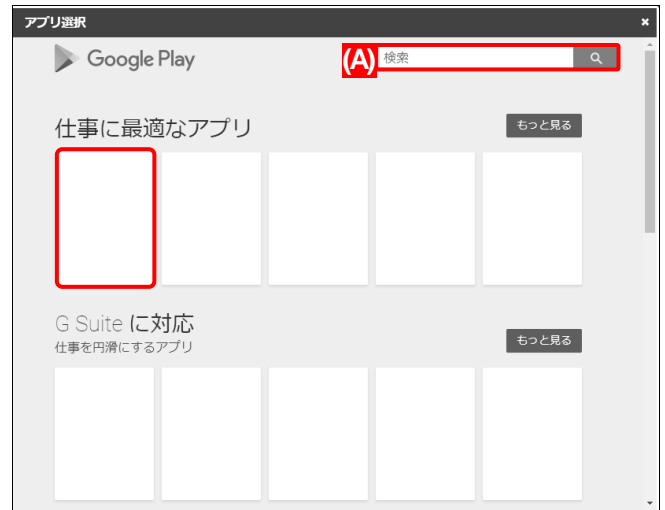 アプリ選択
×
Google Play
(A)
検索
仕事に最適なアプリ
もっと見る
G Suite に対応
仕事を円滑にするアプリ
もっと見る